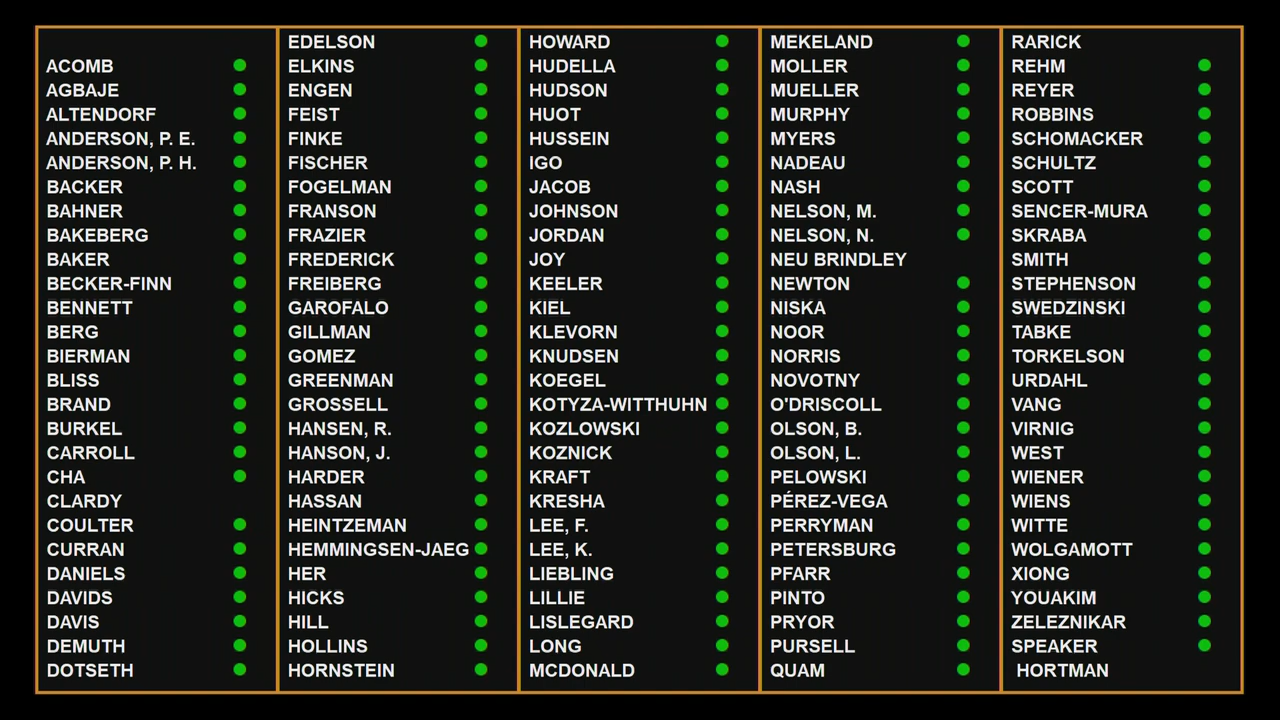 ACOMB
AGBAJE
ALTENDORF
ANDERSON, P. E.
ANDERSON, P. H.
BACKER
BAHNER
BAKEBERG
BAKER
BECKER-FINN
BENNETT
BERG
BIERMAN
BLISS
BRAND
BURKEL
CARROLL
CHA
CLARDY
COULTER
CURRAN
DANIELS
DAVIDS
DAVIS
DEMUTH
DOTSETH
EDELSON
ELKINS
ENGEN
FEIST
FINKE
FISCHER
FOGELMAN
FRANSON
FRAZIER
FREDERICK
FREIBERG
GAROFALO
GILLMAN
GOMEZ
GREENMAN
GROSSELL
HANSEN, R.
HANSON, J.
HARDER
HASSAN
HEINTZEMAN
HEMMINGSEN-JAEG
HER
HICKS
HILL
HOLLINS
HORNSTEIN
HOWARD
HUDELLA
HUDSON
HUOT
HUSSEIN
IGO
JACOB
JOHNSON
JORDAN
JOY
KEELER
KIEL
KLEVORN
KNUDSEN
KOEGEL
KOTYZA-WITTHUHN
KOZLOWSKI
KOZNICK
KRAFT
KRESHA
LEE, F.
LEE, K.
LIEBLING
LILLIE
LISLEGARD
LONG
MCDONALD
MEKELAND
MOLLER
MUELLER
MURPHY
MYERS
NADEAU
NASH
NELSON, M.
NELSON, N.
NEU BRINDLEY
NEWTON
NISKA
NOOR
NORRIS
NOVOTNY
O'DRISCOLL
OLSON, B.
OLSON, L.
PELOWSKI
PÉREZ-VEGA
PERRYMAN
PETERSBURG
PFARR
PINTO
PRYOR
PURSELL
QUAM
RARICK
REHM
REYER
ROBBINS
SCHOMACKER
SCHULTZ
SCOTT
SENCER-MURA
SKRABA
SMITH
STEPHENSON
SWEDZINSKI
TABKE
TORKELSON
URDAHL
VANG
VIRNIG
WEST
WIENER
WIENS
WITTE
WOLGAMOTT
XIONG
YOUAKIM
ZELEZNIKAR
SPEAKER
HORTMAN